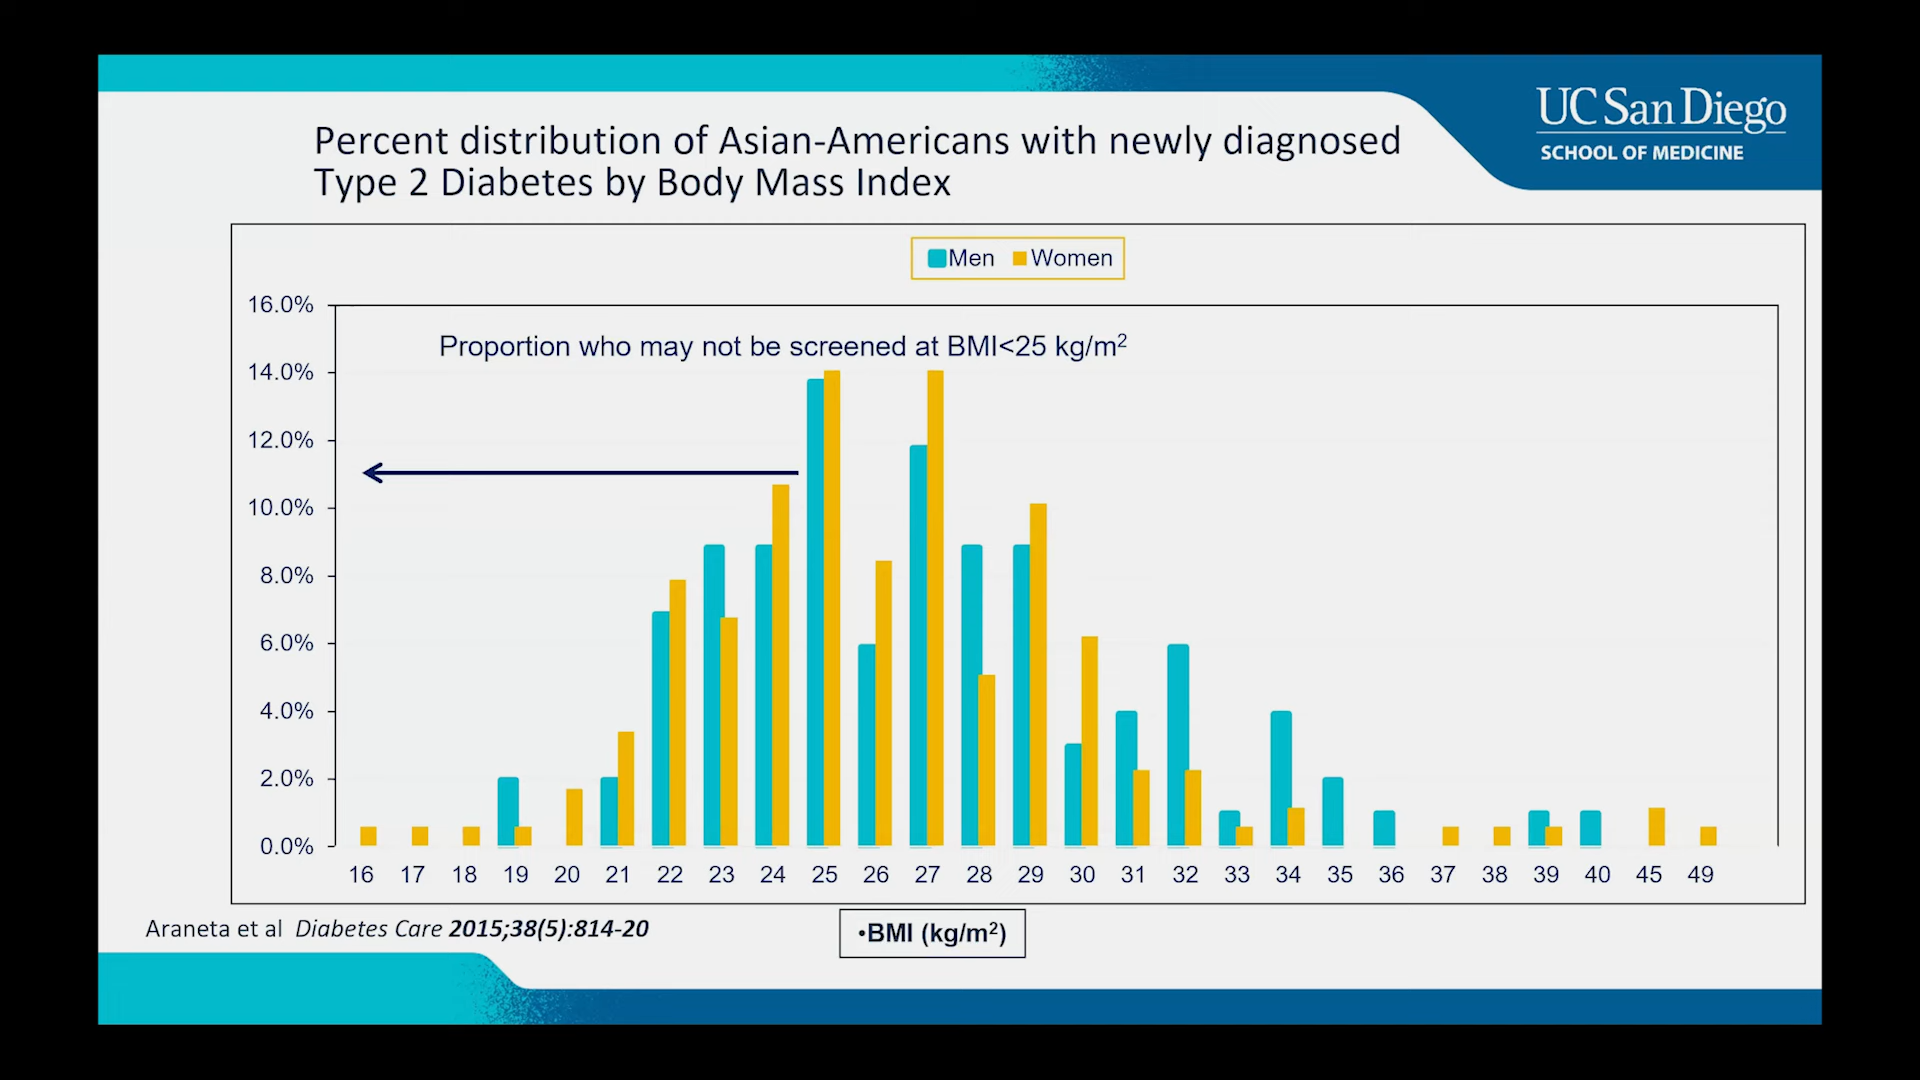 UC San Diego
SCHOOL OF MEDICINE
Percent distribution of Asian-Americans with newly diagnosed
Type 2 Diabetes by Body Mass Index
Men Women
Proportion who may not be screened at BMI<25 kg/m²
16.0%
14.0%
12.0%
10.0%
8.0%
6.0%
4.0%
2.0%
0.0%
16 17 18 19 20 21 22 23 24 25 26 27 28 29 30 31 32 33 34 35 36 37 38 39 40 45 49
Araneta et al Diabetes Care 2015;38(5):814-20
•BMI (kg/m²)